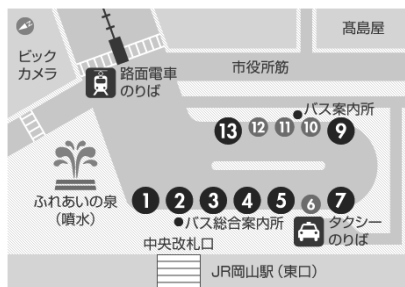 髙島屋
ビック
カメラ
路面電車
のりば
市役所筋
バス案内所
13 12 11 10 9
ふれあいの泉
(噴水)
1 2 3 4 5 6 7
バス総合案内所
タクシー
のりば
中央改札口
JR岡山駅(東口)